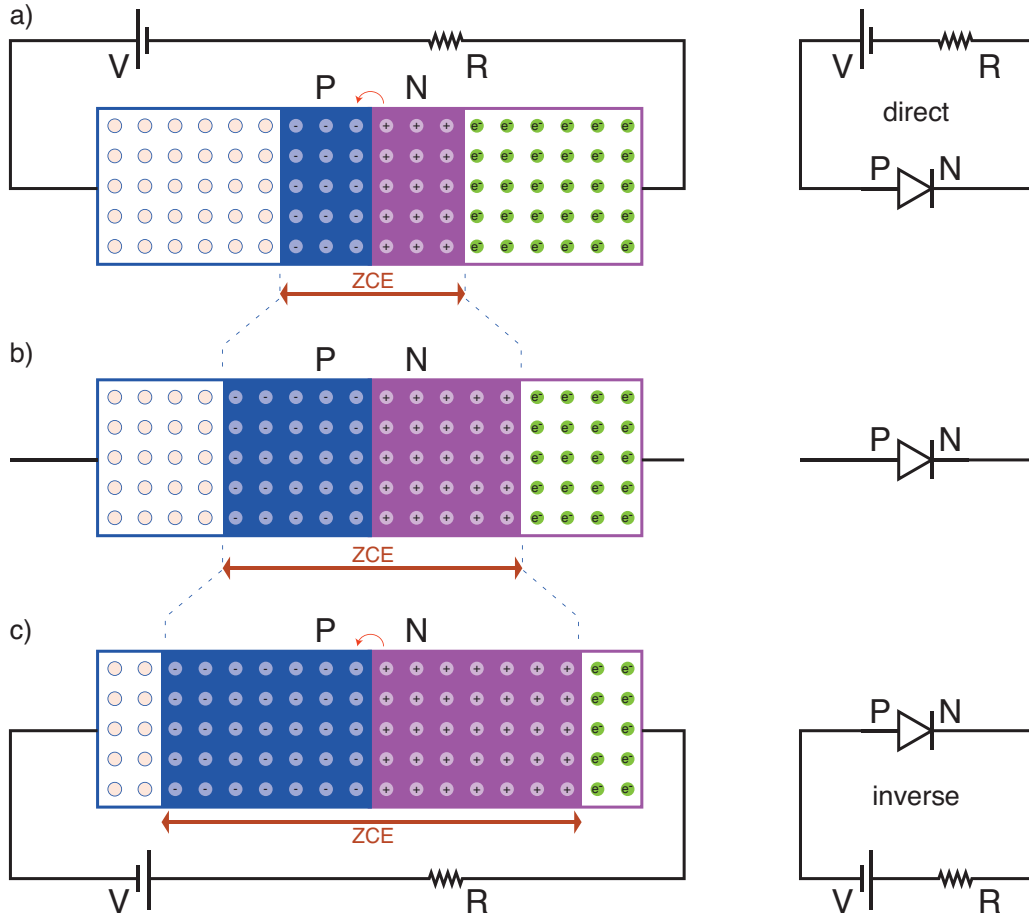 a)
V R V R
P N
direct
P N
- - - + + + e⁻ e⁻ e⁻ e⁻ e⁻ e⁻
- - - + + + e⁻ e⁻ e⁻ e⁻ e⁻ e⁻
- - - + + + e⁻ e⁻ e⁻ e⁻ e⁻ e⁻
- - - + + + e⁻ e⁻ e⁻ e⁻ e⁻ e⁻
- - - + + + e⁻ e⁻ e⁻ e⁻ e⁻ e⁻
ZCE
b)
P N
P N
- - - - - + + + + + e⁻ e⁻ e⁻ e⁻
- - - - - + + + + + e⁻ e⁻ e⁻ e⁻
- - - - - + + + + + e⁻ e⁻ e⁻ e⁻
- - - - - + + + + + e⁻ e⁻ e⁻ e⁻
- - - - - + + + + + e⁻ e⁻ e⁻ e⁻
ZCE
c)
P N
- - - - - - - + + + + + + + e⁻ e⁻
- - - - - - - + + + + + + + e⁻ e⁻
- - - - - - - + + + + + + + e⁻ e⁻
- - - - - - - + + + + + + + e⁻ e⁻
- - - - - - - + + + + + + + e⁻ e⁻
P N
inverse
ZCE
V R V R